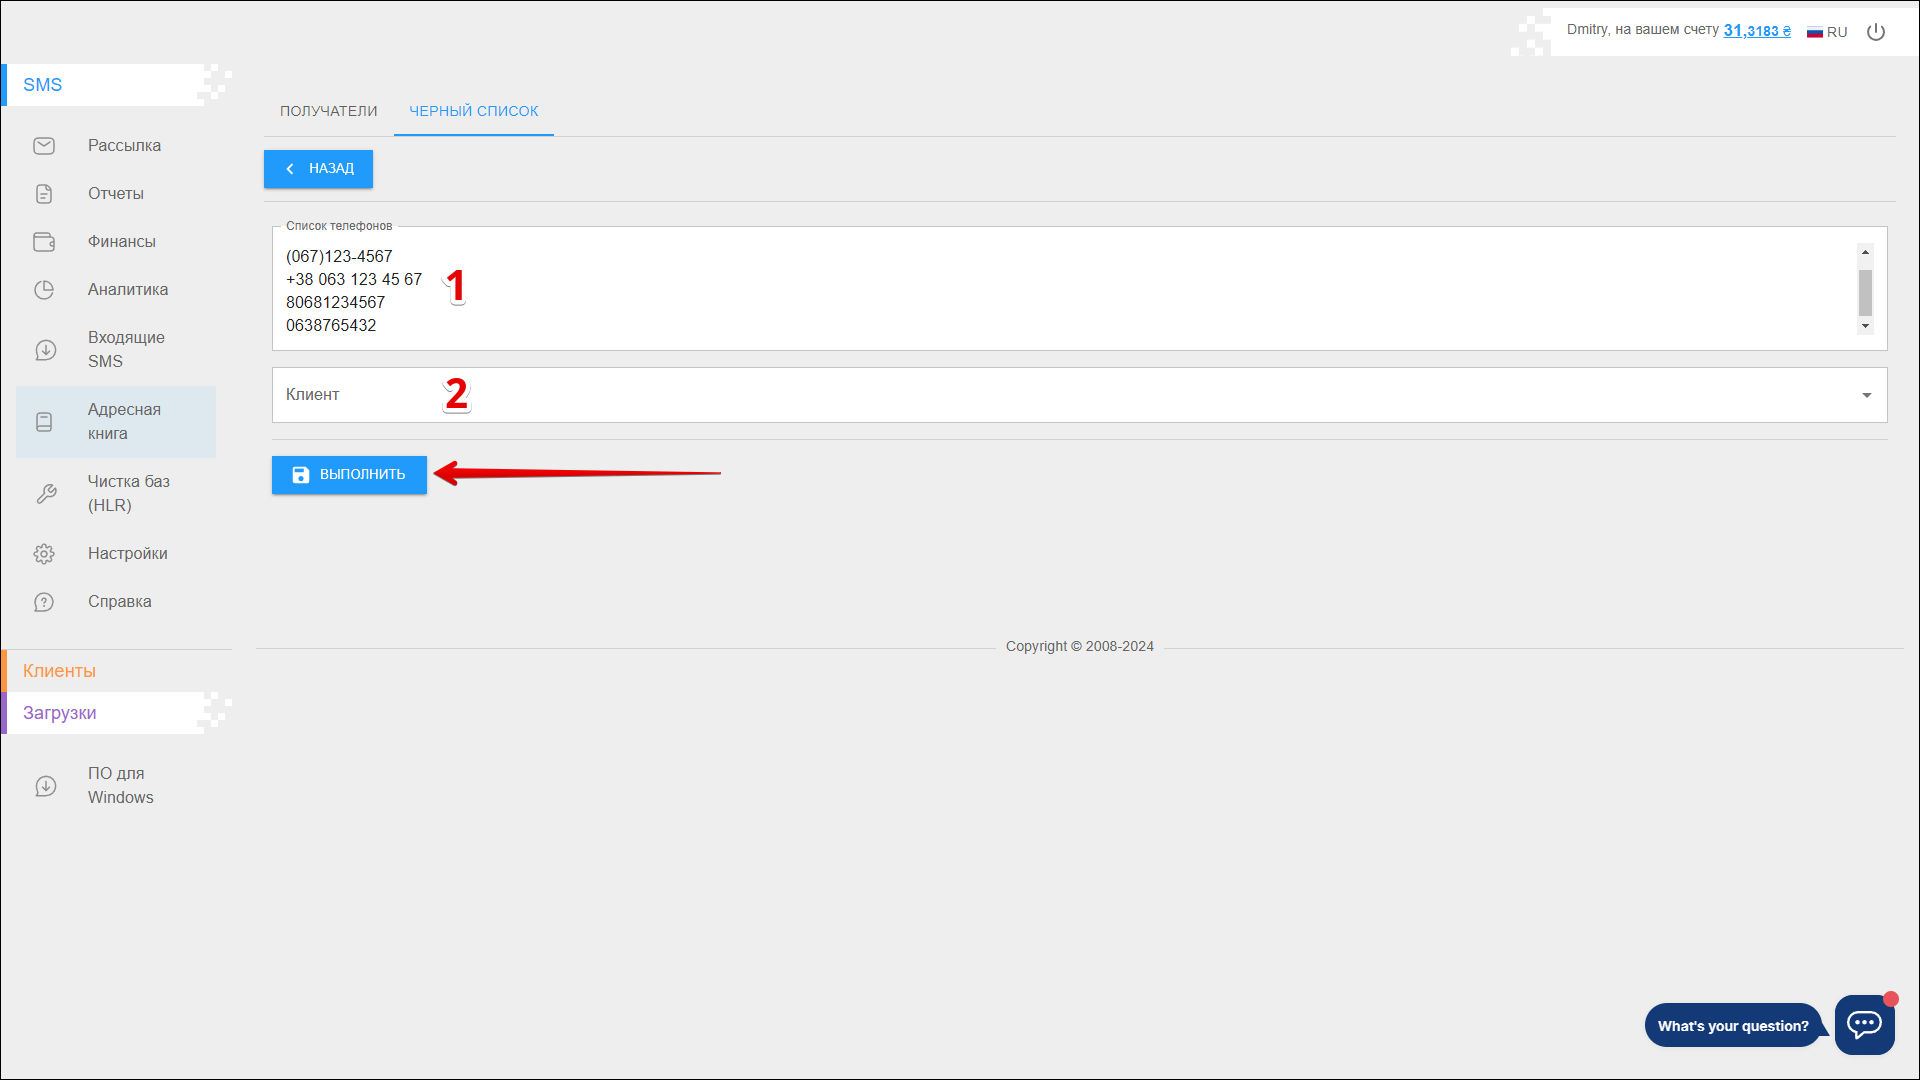 Dmitry, на вашем счету 31,3183 ₴
RU
SMS
Рассылка
Отчеты
Финансы
Аналитика
Входящие
SMS
Адресная
книга
Чистка баз
(HLR)
Настройки
Справка
Клиенты
Загрузки
ПО для
Windows
ПОЛУЧАТЕЛИ
ЧЕРНЫЙ СПИСОК
НАЗАД
Список телефонов
(067)123-4567
+38 063 123 45 67
80681234567
0638765432
1
Клиент
2
ВЫПОЛНИТЬ
Copyright © 2008-2024
What's your question?